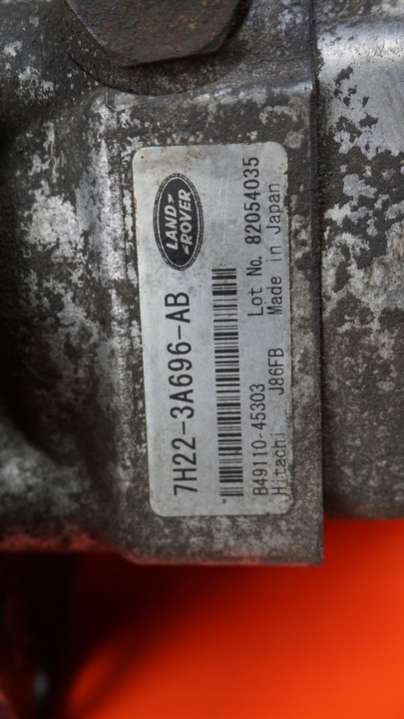 LAND-
-ROVER
7H22-3A696-AB
B49110-45303 Lot No. 82054035
Hitachi J86FB Made in Japan